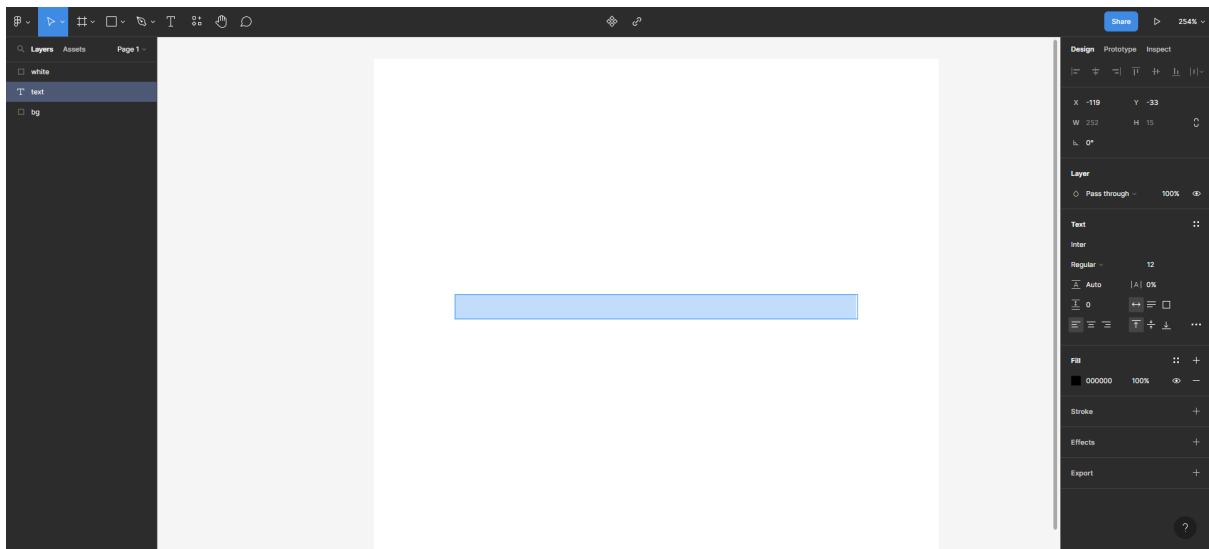 Share
254%
Layers Assets Page 1
Design Prototype Inspect
white
T text
bg
X -119 Y -33
W 252 H 15
0°
Layer
Pass through 100%
Text
Inter
Regular 12
A Auto |A| 0%
0
Fill
000000 100%
Stroke
Effects
Export
?